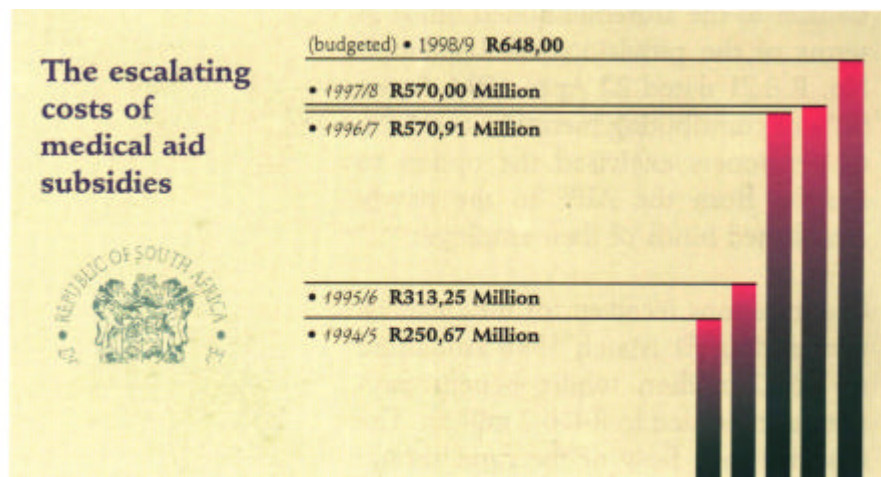 The escalating
costs of
medical aid
subsidies
REPUBLIC OF SOUTH AFRICA
(budgeted) • 1998/9 R648,00
• 1997/8 R570,00 Million
• 1996/7 R570,91 Million
• 1995/6 R313,25 Million
• 1994/5 R250,67 Million